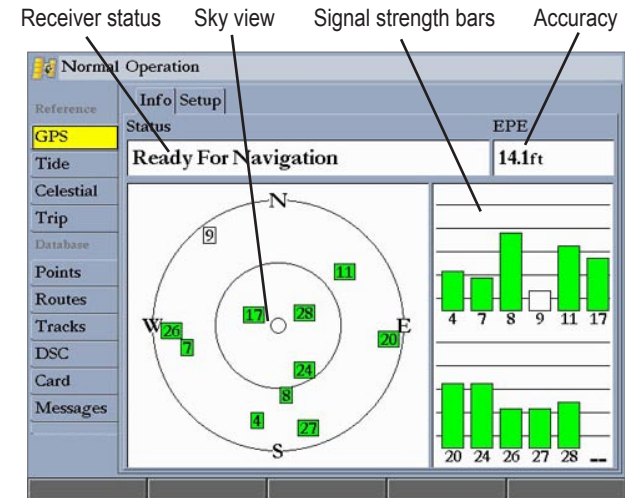 Receiver status Sky view Signal strength bars Accuracy
Normal Operation
Reference
GPS
Tide
Celestial
Trip
Database
Points
Routes
Tracks
DSC
Card
Messages
Info Setup
Status EPE
Ready For Navigation 14.1ft
N
9
11
17 28
W 26 E
20
7
24
8
4 27
S
4 7 8 9 11 17
20 24 26 27 28 --